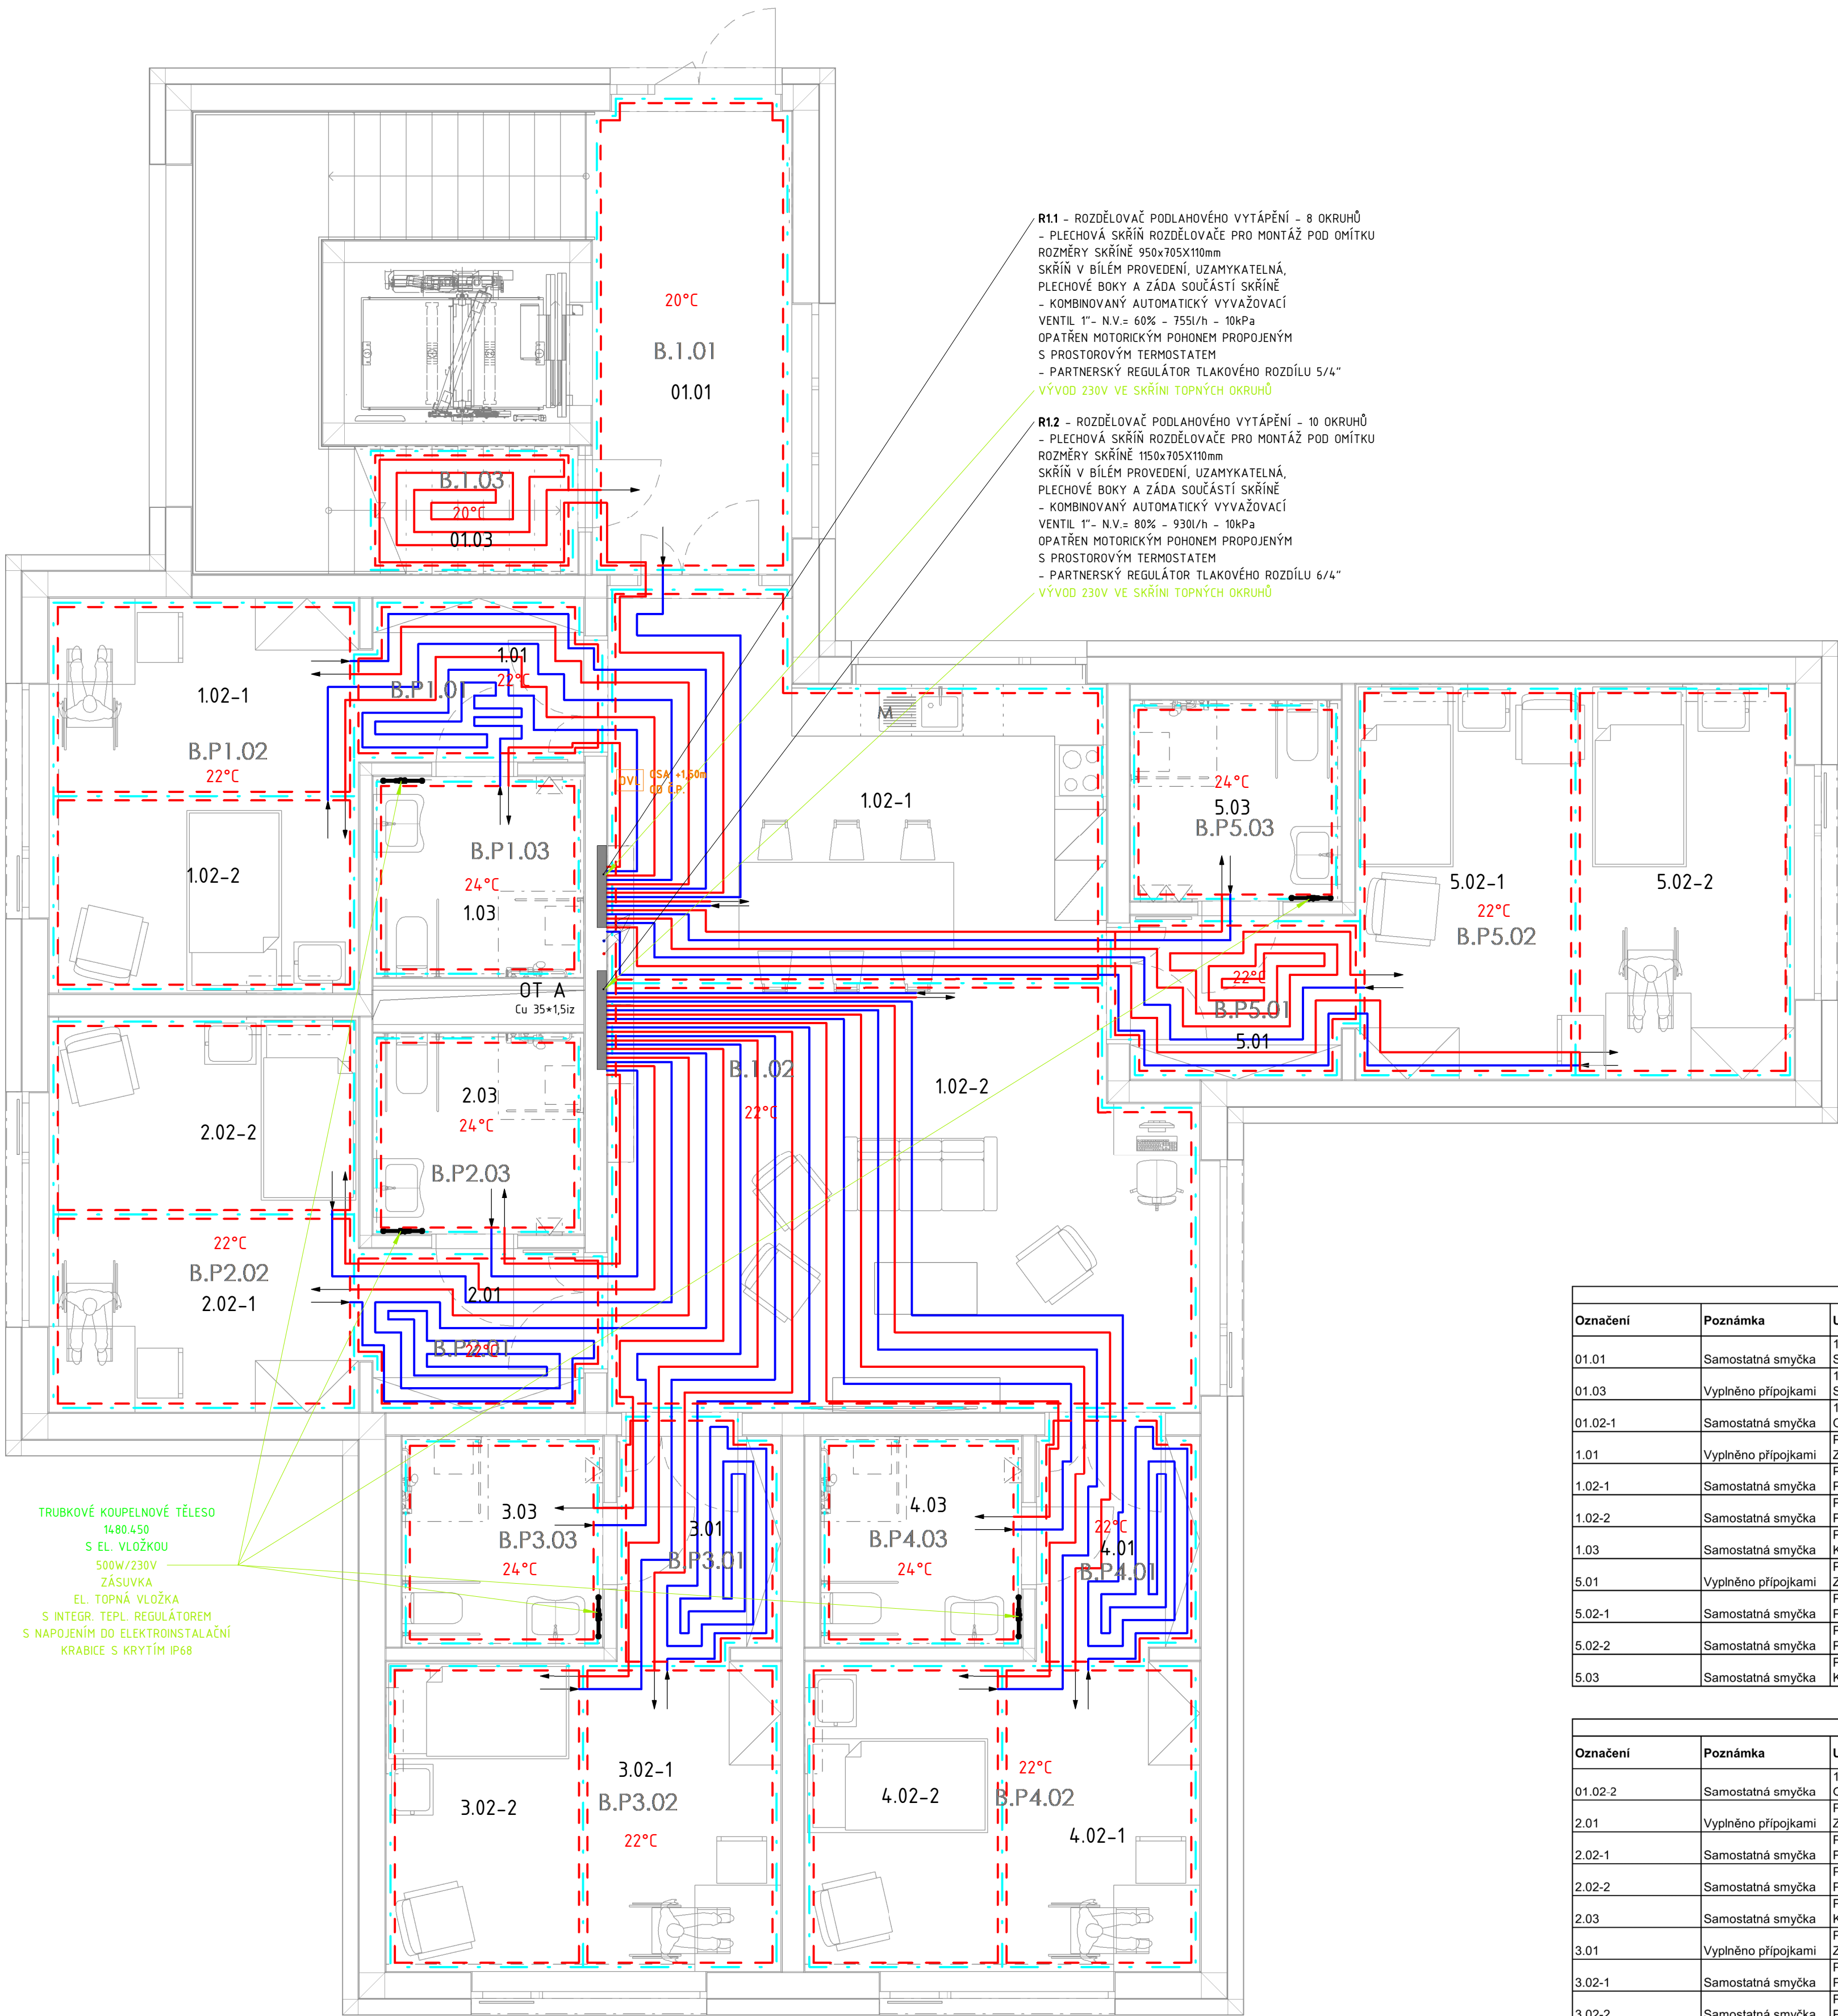 R1.1 - ROZDĚLOVAČ PODLAHOVÉHO VYTÁPĚNÍ - 8 OKRUHŮ
- PLECHOVÁ SKŘÍŇ ROZDĚLOVAČE PRO MONTÁŽ POD OMÍTKU
ROZMĚRY SKŘÍNĚ 950x705X110mm
SKŘÍŇ V BÍLÉM PROVEDENÍ, UZAMYKATELNÁ,
PLECHOVÉ BOKY A ZÁDA SOUČÁSTÍ SKŘÍNĚ
- KOMBINOVANÝ AUTOMATICKÝ VYVAŽOVACÍ
VENTIL 1"- N.V.= 60% - 755l/h - 10kPa
OPATŘEN MOTORICKÝM POHONEM PROPOJENÝM
S PROSTOROVÝM TERMOSTATEM
- PARTNERSKÝ REGULÁTOR TLAKOVÉHO ROZDÍLU 5/4"
VÝVOD 230V VE SKŘÍNI TOPNÝCH OKRUHŮ
R1.2 - ROZDĚLOVAČ PODLAHOVÉHO VYTÁPĚNÍ - 10 OKRUHŮ
- PLECHOVÁ SKŘÍŇ ROZDĚLOVAČE PRO MONTÁŽ POD OMÍTKU
ROZMĚRY SKŘÍNĚ 1150x705X110mm
SKŘÍŇ V BÍLÉM PROVEDENÍ, UZAMYKATELNÁ,
PLECHOVÉ BOKY A ZÁDA SOUČÁSTÍ SKŘÍNĚ
- KOMBINOVANÝ AUTOMATICKÝ VYVAŽOVACÍ
VENTIL 1"- N.V.= 80% - 930l/h - 10kPa
OPATŘEN MOTORICKÝM POHONEM PROPOJENÝM
S PROSTOROVÝM TERMOSTATEM
- PARTNERSKÝ REGULÁTOR TLAKOVÉHO ROZDÍLU 6/4"
VÝVOD 230V VE SKŘÍNI TOPNÝCH OKRUHŮ
20°C
B.1.01
01.01
B.1.03
20°C
01.03
1.01
22°C
B.P1.01
1.02-1
B.P1.02
22°C
1.02-2
B.P1.03
24°C
1.03
OSA +1,50m
OD Č.P.
M
1.02-1
24°C
5.03
B.P5.03
5.02-1
22°C
B.P5.02
5.02-2
22°C
B.P5.01
5.01
OT A
Cu 35*1,5iz
B.1.02
22°C
1.02-2
2.03
24°C
B.P2.03
2.02-2
22°C
B.P2.02
2.02-1
2.01
B.P2.01
22°C
3.03
B.P3.03
24°C
3.01
B.P3.01
4.03
B.P4.03
24°C
22°C
4.01
B.P4.01
3.02-1
B.P3.02
22°C
3.02-2
4.02-2
22°C
B.P4.02
4.02-1
TRUBKOVÉ KOUPELNOVÉ TĚLESO
1480.450
S EL. VLOŽKOU
500W/230V
ZÁSUVKA
EL. TOPNÁ VLOŽKA
S INTEGR. TEPL. REGULÁTOREM
S NAPOJENÍM DO ELEKTROINSTALAČNÍ
KRABICE S KRYTÍM IP68
Označení Poznámka
01.01 Samostatná smyčka
01.03 Vyplněno přípojkami
01.02-1 Samostatná smyčka
1.01 Vyplněno přípojkami
1.02-1 Samostatná smyčka
1.02-2 Samostatná smyčka
1.03 Samostatná smyčka
5.01 Vyplněno přípojkami
5.02-1 Samostatná smyčka
5.02-2 Samostatná smyčka
5.03 Samostatná smyčka
Označení Poznámka
01.02-2 Samostatná smyčka
2.01 Vyplněno přípojkami
2.02-1 Samostatná smyčka
2.02-2 Samostatná smyčka
2.03 Samostatná smyčka
3.01 Vyplněno přípojkami
3.02-1 Samostatná smyčka
3.02-2 Samostatná smyčka